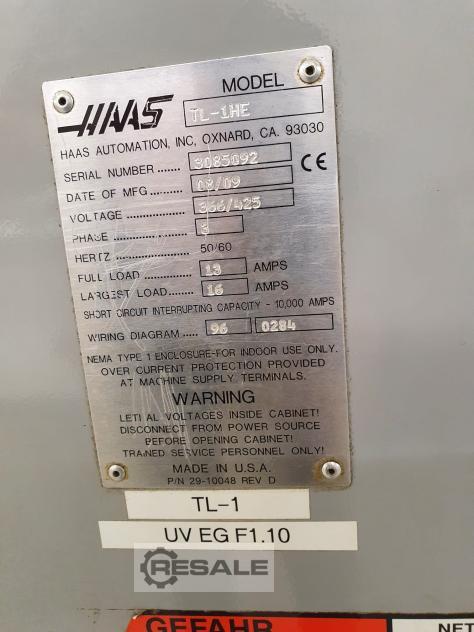 MODEL
HAAS TL-1HE
HAAS AUTOMATION, INC, OXNARD, CA. 93030
SERIAL NUMBER ........... 3085092
DATE OF MFG ............... 08/09 CE
VOLTAGE ................... 366/425
PHASE ...................... 3
HERTZ ...................... 50/60
FULL LOAD ............... 13 AMPS
LARGEST LOAD........ 16 AMPS
SHORT CIRCUIT INTERRUPTING CAPACITY - 10,000 AMPS
WIRING DIAGRAM ........ 96 0284
NEMA TYPE 1 ENCLOSURE-FOR INDOOR USE ONLY.
OVER CURRENT PROTECTION PROVIDED
AT MACHINE SUPPLY TERMINALS.
WARNING
LETHAL VOLTAGES INSIDE CABINET!
DISCONNECT FROM POWER SOURCE
BEFORE OPENING CABINET!
TRAINED SERVICE PERSONNEL ONLY!
MADE IN U.S.A.
P/N 29-10048 REV D
TL-1
UV EG F1.10
RESALE
GEFAHR NET